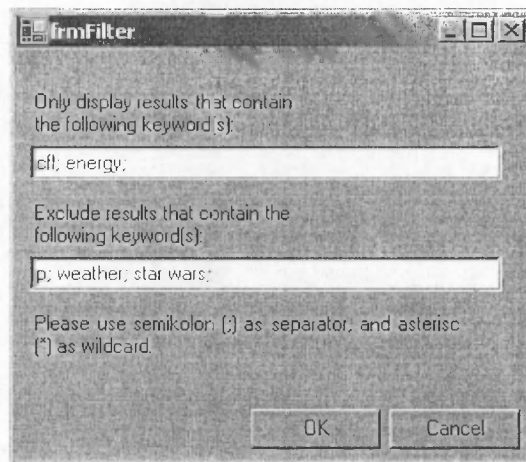 frmFilter
Only display results that contain
the following keyword(s):
cfl; energy;
Exclude results that contain the
following keyword(s):
p; weather; star wars;
Please use semikolon (;) as separator, and asterisc
(*) as wildcard.
OK
Cancel